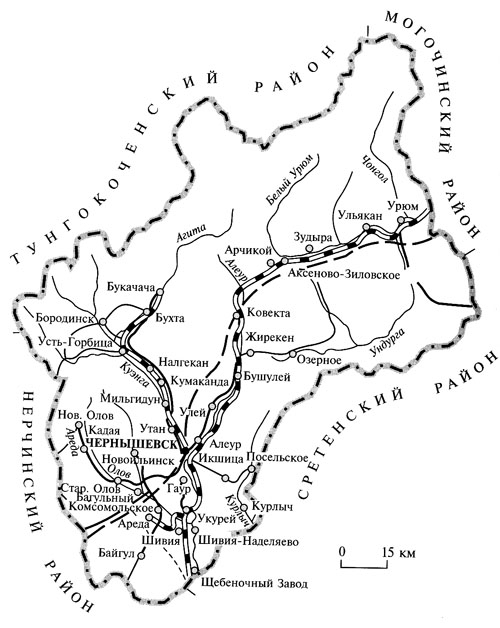 ТУНГОКОЧЕНСКИЙ РАЙОН
МОГОЧИНСКИЙ РАЙОН
Чонгол
Белый Урюм
Урюм
Ульякан
Зудыра
Агита
Арчикой
Алеур
Аксеново-Зиловское
Букачача
Бородинск
Бухта
Ковекта
Усть-Горбица
Жирекен
Ундурга
Озерное
Куэнга
Налгекан
Кумаканда
Бушулей
СРЕТЕНСКИЙ РАЙОН
НЕРЧИНСКИЙ РАЙОН
Мильгидун
Нов. Олов
Улей
Кадая
Утан
Ареда
ЧЕРНЫШЕВСК
Алеур
Новоильинск
Икшица
Посельское
Олов
Стар. Олов
Гаур
Багульный
Комсомольское
Курлыч
Курлыч
Ареда
Укурей
Шивия
Шивия-Наделяево
Байгул
0 15 км
Щебеночный Завод